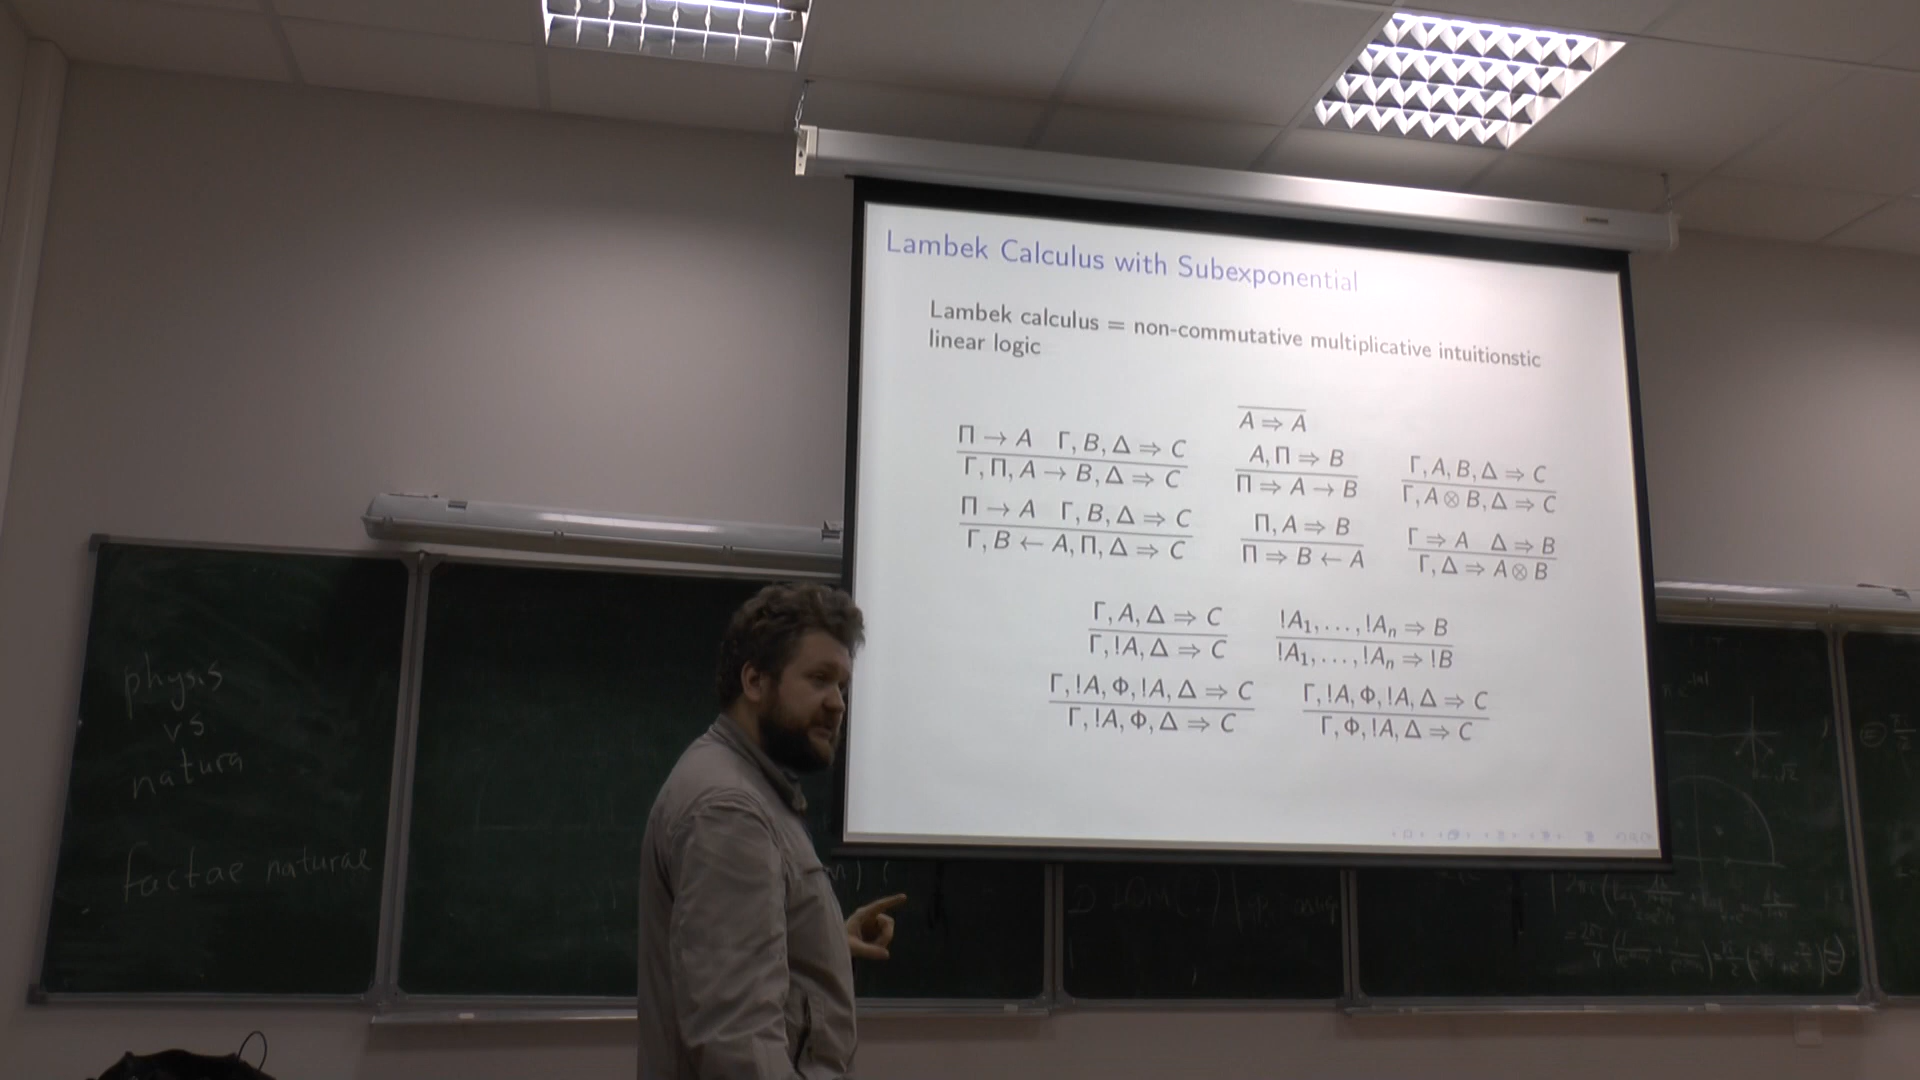 Lambek Calculus with Subexponential
Lambek calculus = non-commutative multiplicative intuitionstic
linear logic
A ⇒ A
Π → A Γ, B, Δ ⇒ C
Γ, Π, A → B, Δ ⇒ C
A, Π ⇒ B
Π ⇒ A → B
Γ, A, B, Δ ⇒ C
Γ, A ⊗ B, Δ ⇒ C
Π → A Γ, B, Δ ⇒ C
Γ, B ← A, Π, Δ ⇒ C
Π, A ⇒ B
Π ⇒ B ← A
Γ ⇒ A Δ ⇒ B
Γ, Δ ⇒ A ⊗ B
Γ, A, Δ ⇒ C
Γ, !A, Δ ⇒ C
!A₁, . . . , !Aₙ ⇒ B
!A₁, . . . , !Aₙ ⇒ !B
Γ, !A, Φ, !A, Δ ⇒ C
Γ, !A, Φ, Δ ⇒ C
Γ, !A, Φ, !A, Δ ⇒ C
Γ, Φ, !A, Δ ⇒ C
physis
vs
natura
factae naturae